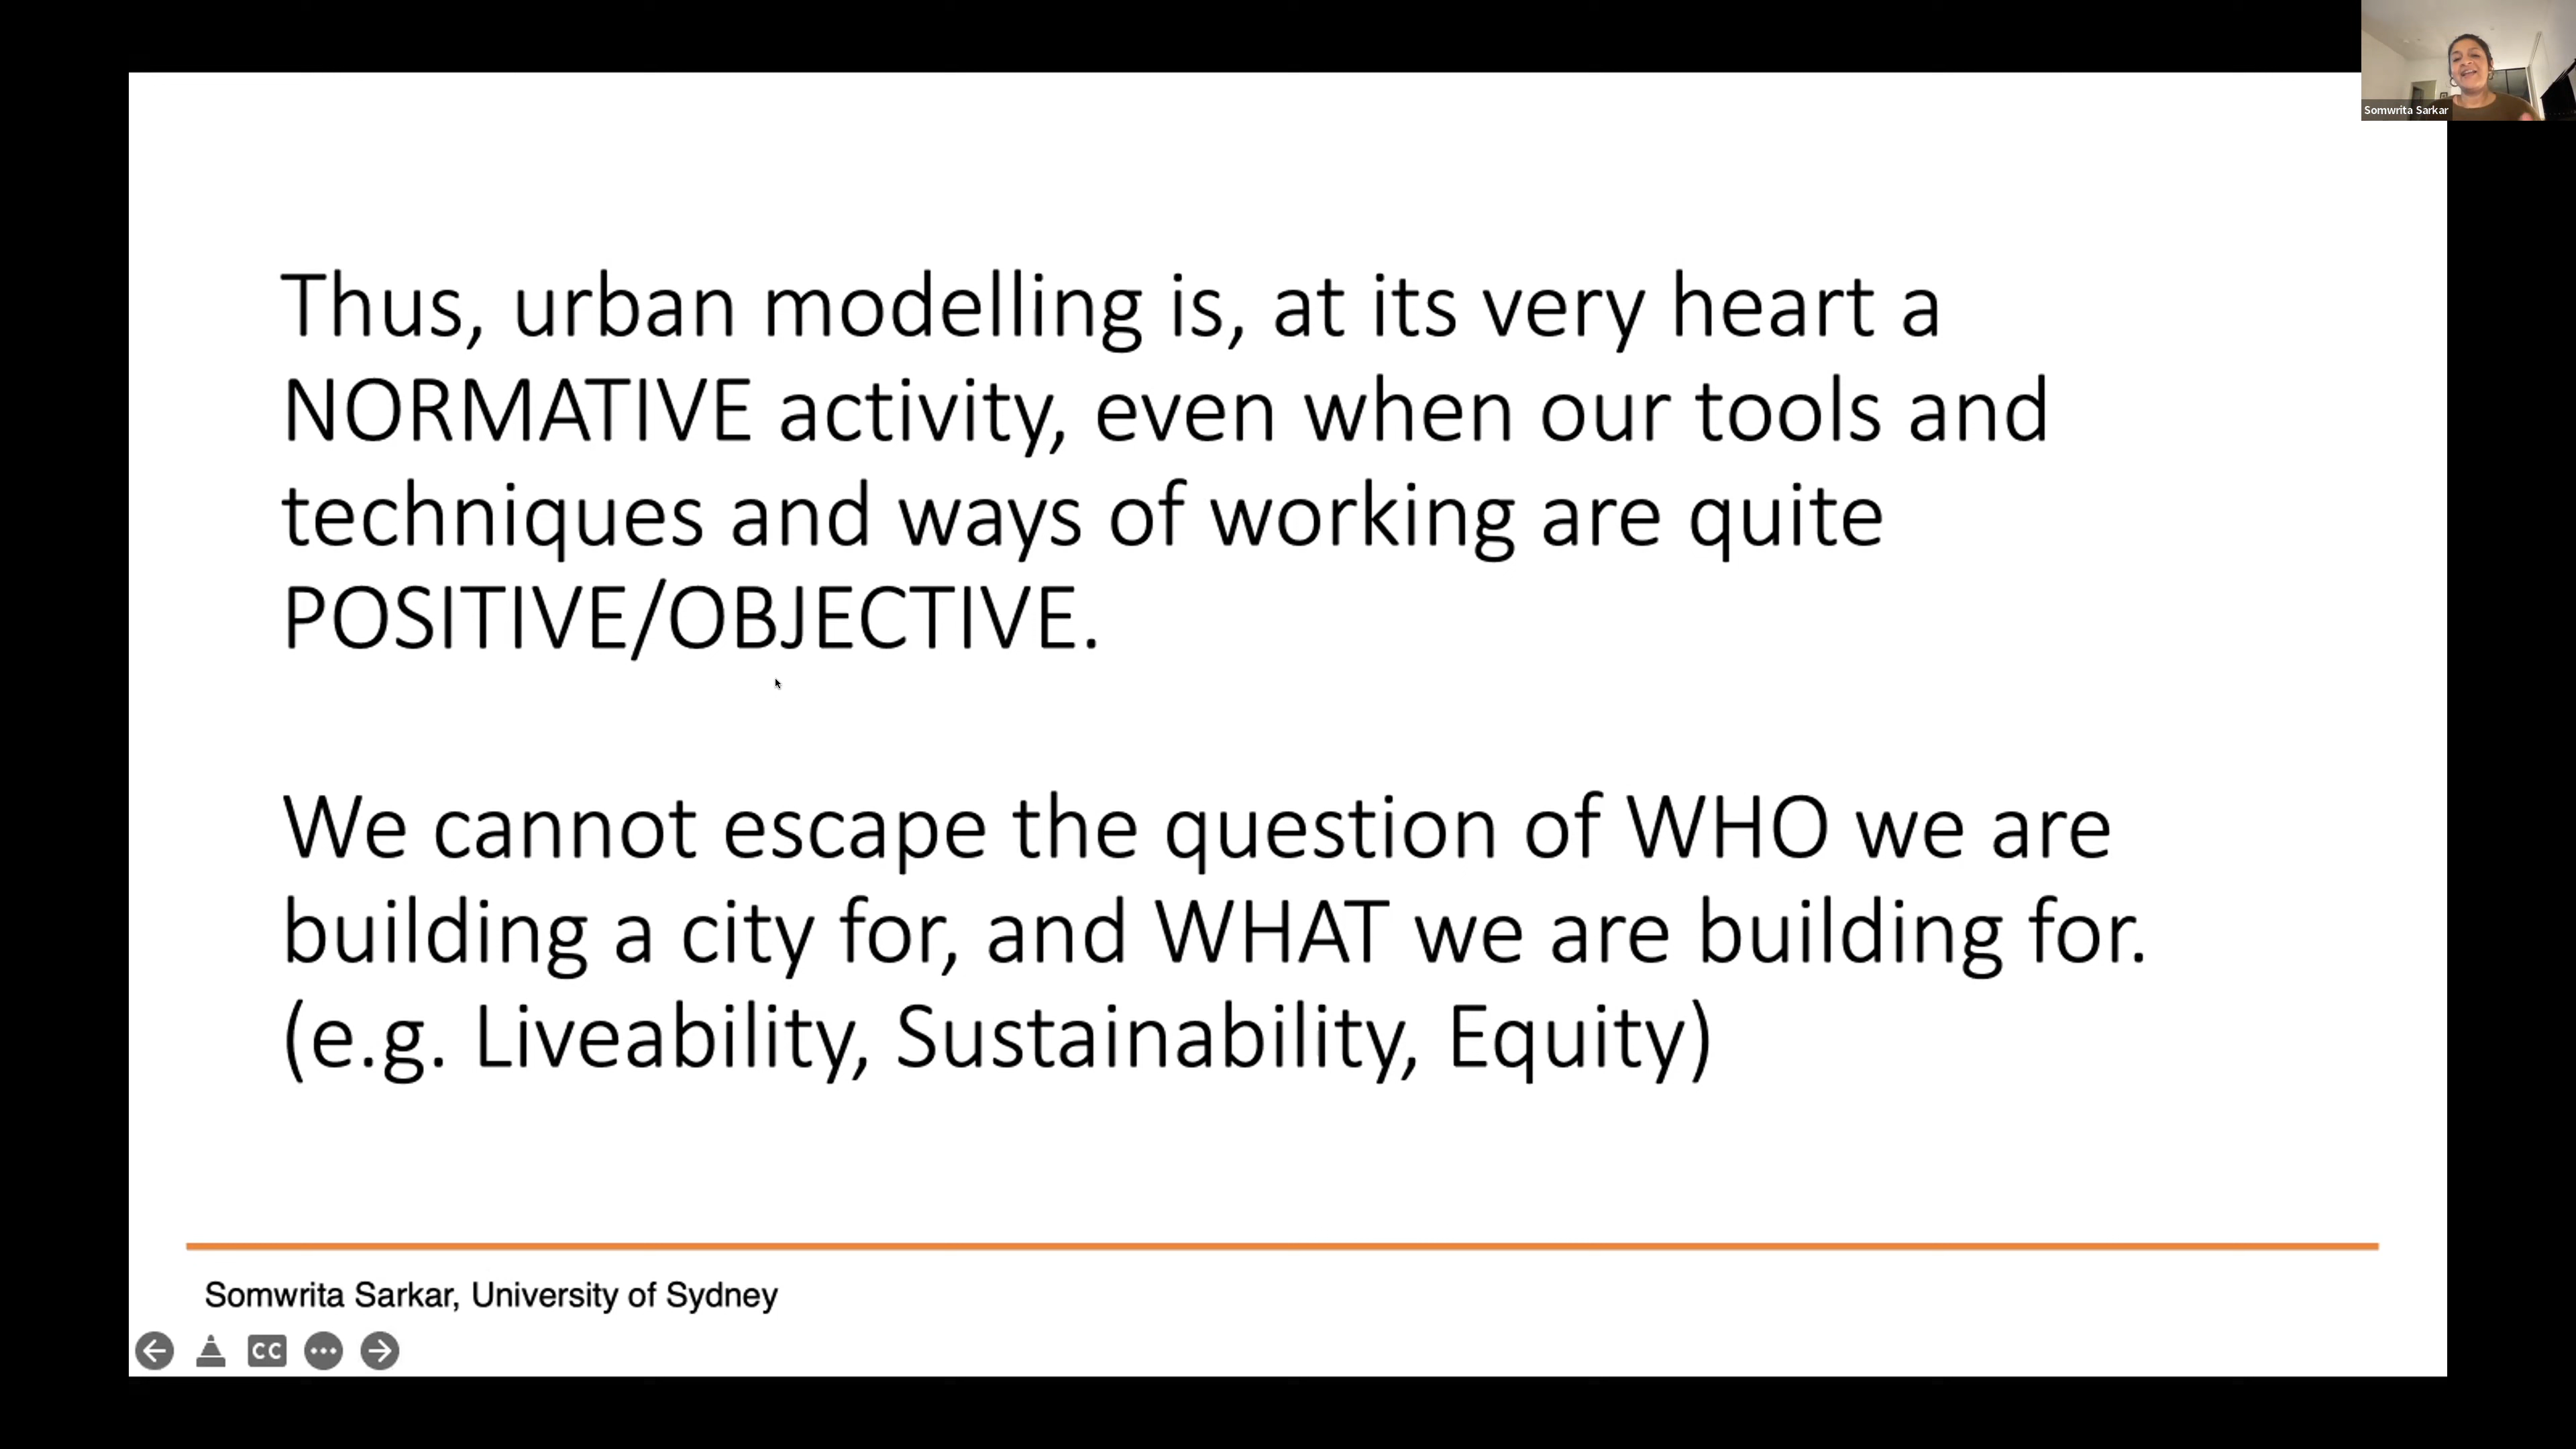 Somwrita Sarkar
Thus, urban modelling is, at its very heart a
NORMATIVE activity, even when our tools and
techniques and ways of working are quite
POSITIVE/OBJECTIVE.
We cannot escape the question of WHO we are
building a city for, and WHAT we are building for.
(e.g. Liveability, Sustainability, Equity)
Somwrita Sarkar, University of Sydney
CC